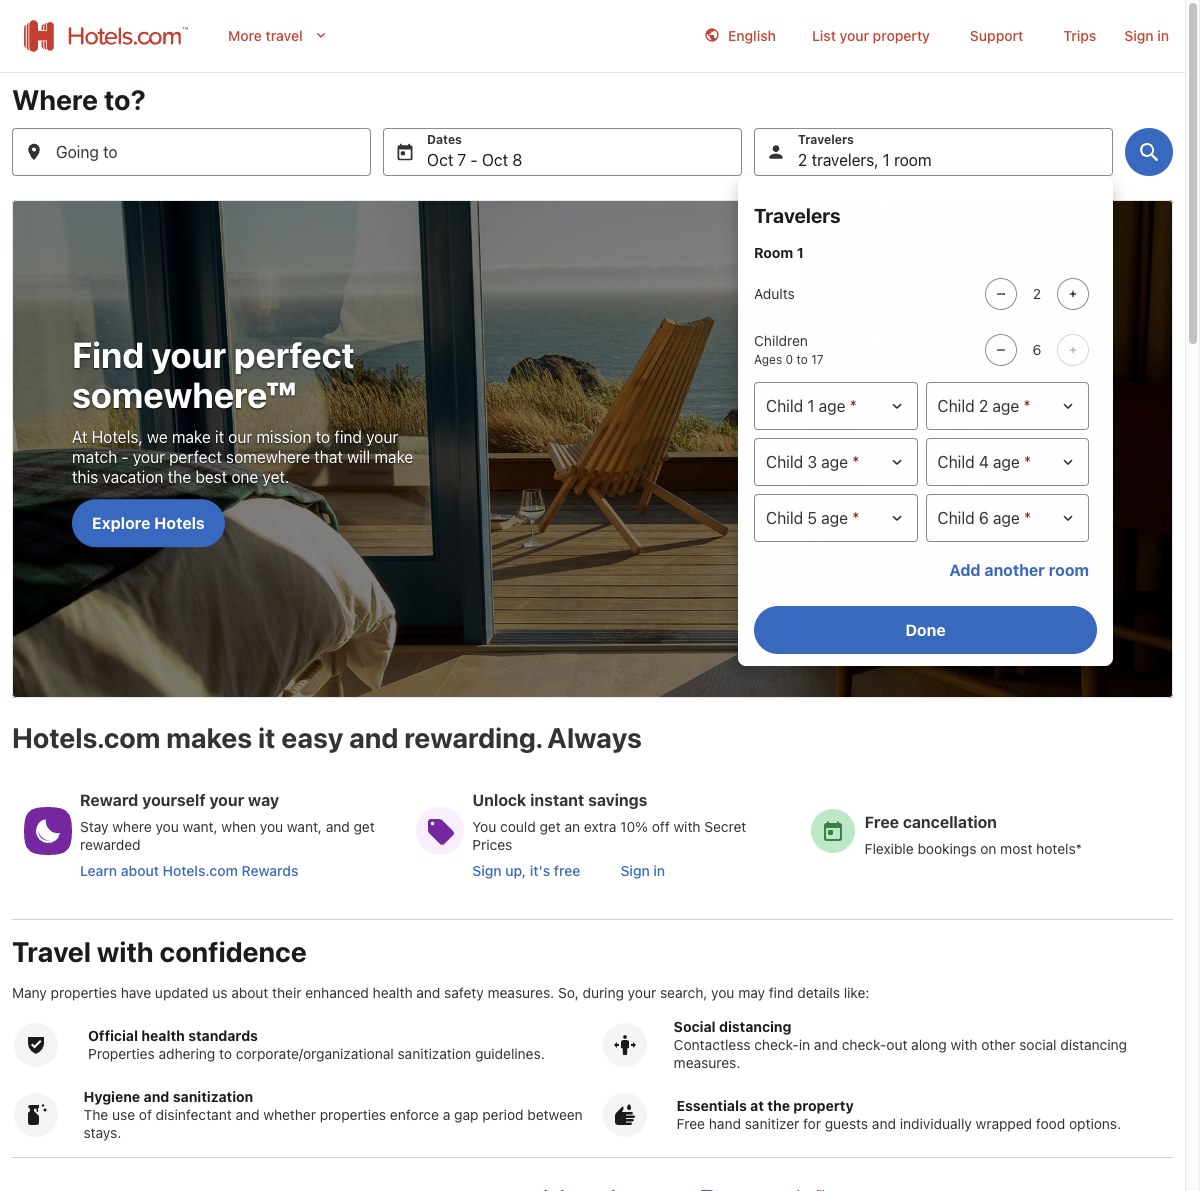 Hotels.com™
More travel
English
List your property
Support
Trips
Sign in
Where to?
Going to
Dates
Oct 7 - Oct 8
Travelers
2 travelers, 1 room
Travelers
Room 1
Adults
2
Children
Ages 0 to 17
6
Child 1 age *
Child 2 age *
Child 3 age *
Child 4 age *
Child 5 age *
Child 6 age *
Add another room
Done
Find your perfect
somewhere™
At Hotels, we make it our mission to find your
match - your perfect somewhere that will make
this vacation the best one yet.
Explore Hotels
Hotels.com makes it easy and rewarding. Always
Reward yourself your way
Stay where you want, when you want, and get
rewarded
Learn about Hotels.com Rewards
Unlock instant savings
You could get an extra 10% off with Secret
Prices
Sign up, it's free
Sign in
Free cancellation
Flexible bookings on most hotels*
Travel with confidence
Many properties have updated us about their enhanced health and safety measures. So, during your search, you may find details like:
Official health standards
Properties adhering to corporate/organizational sanitization guidelines.
Social distancing
Contactless check-in and check-out along with other social distancing
measures.
Hygiene and sanitization
The use of disinfectant and whether properties enforce a gap period between
stays.
Essentials at the property
Free hand sanitizer for guests and individually wrapped food options.